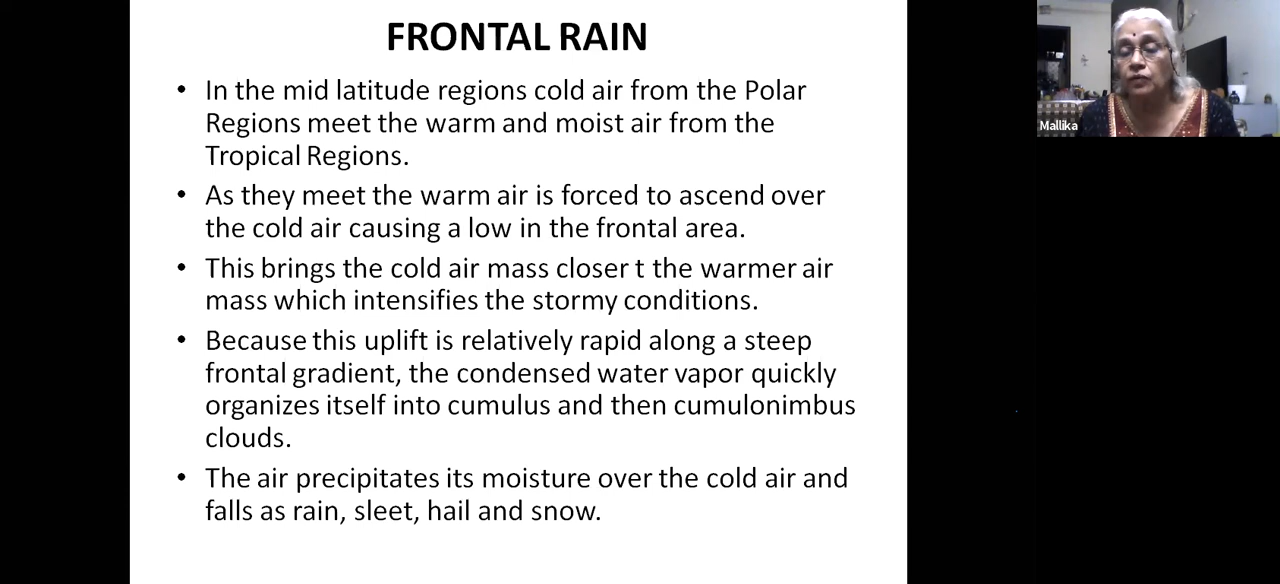 FRONTAL RAIN
• In the mid latitude regions cold air from the Polar
Regions meet the warm and moist air from the
Tropical Regions.
• As they meet the warm air is forced to ascend over
the cold air causing a low in the frontal area.
• This brings the cold air mass closer t the warmer air
mass which intensifies the stormy conditions.
• Because this uplift is relatively rapid along a steep
frontal gradient, the condensed water vapor quickly
organizes itself into cumulus and then cumulonimbus
clouds.
• The air precipitates its moisture over the cold air and
falls as rain, sleet, hail and snow.
Mallika